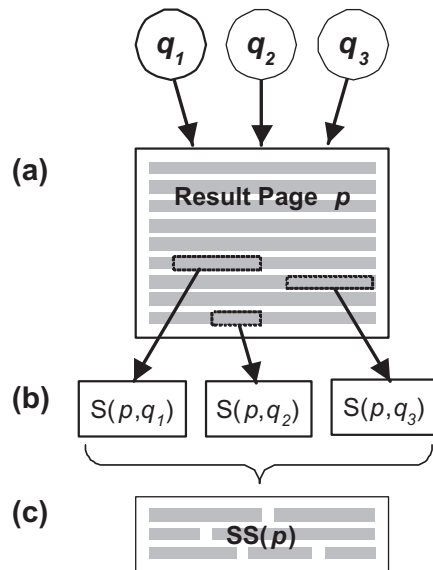 q1 q2 q3
(a)
Result Page p
(b) S(p,q1) S(p,q2) S(p,q3)
(c) SS(p)